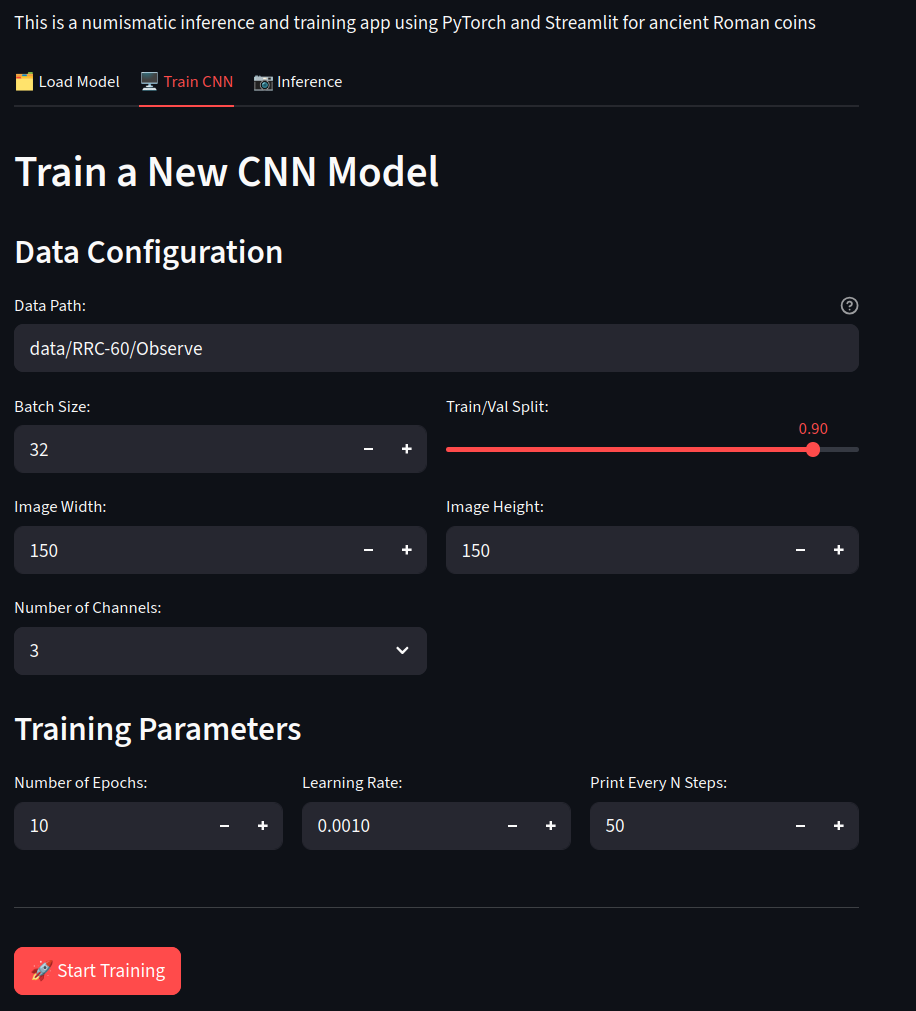 This is a numismatic inference and training app using PyTorch and Streamlit for ancient Roman coins
🗂️ Load Model 🖥️ Train CNN 📷 Inference
Train a New CNN Model
Data Configuration
Data Path:
data/RRC-60/Observe
Batch Size: Train/Val Split:
0.90
32
Image Width: Image Height:
150 150
Number of Channels:
3
Training Parameters
Number of Epochs: Learning Rate: Print Every N Steps:
10 0.0010 50
🚀 Start Training